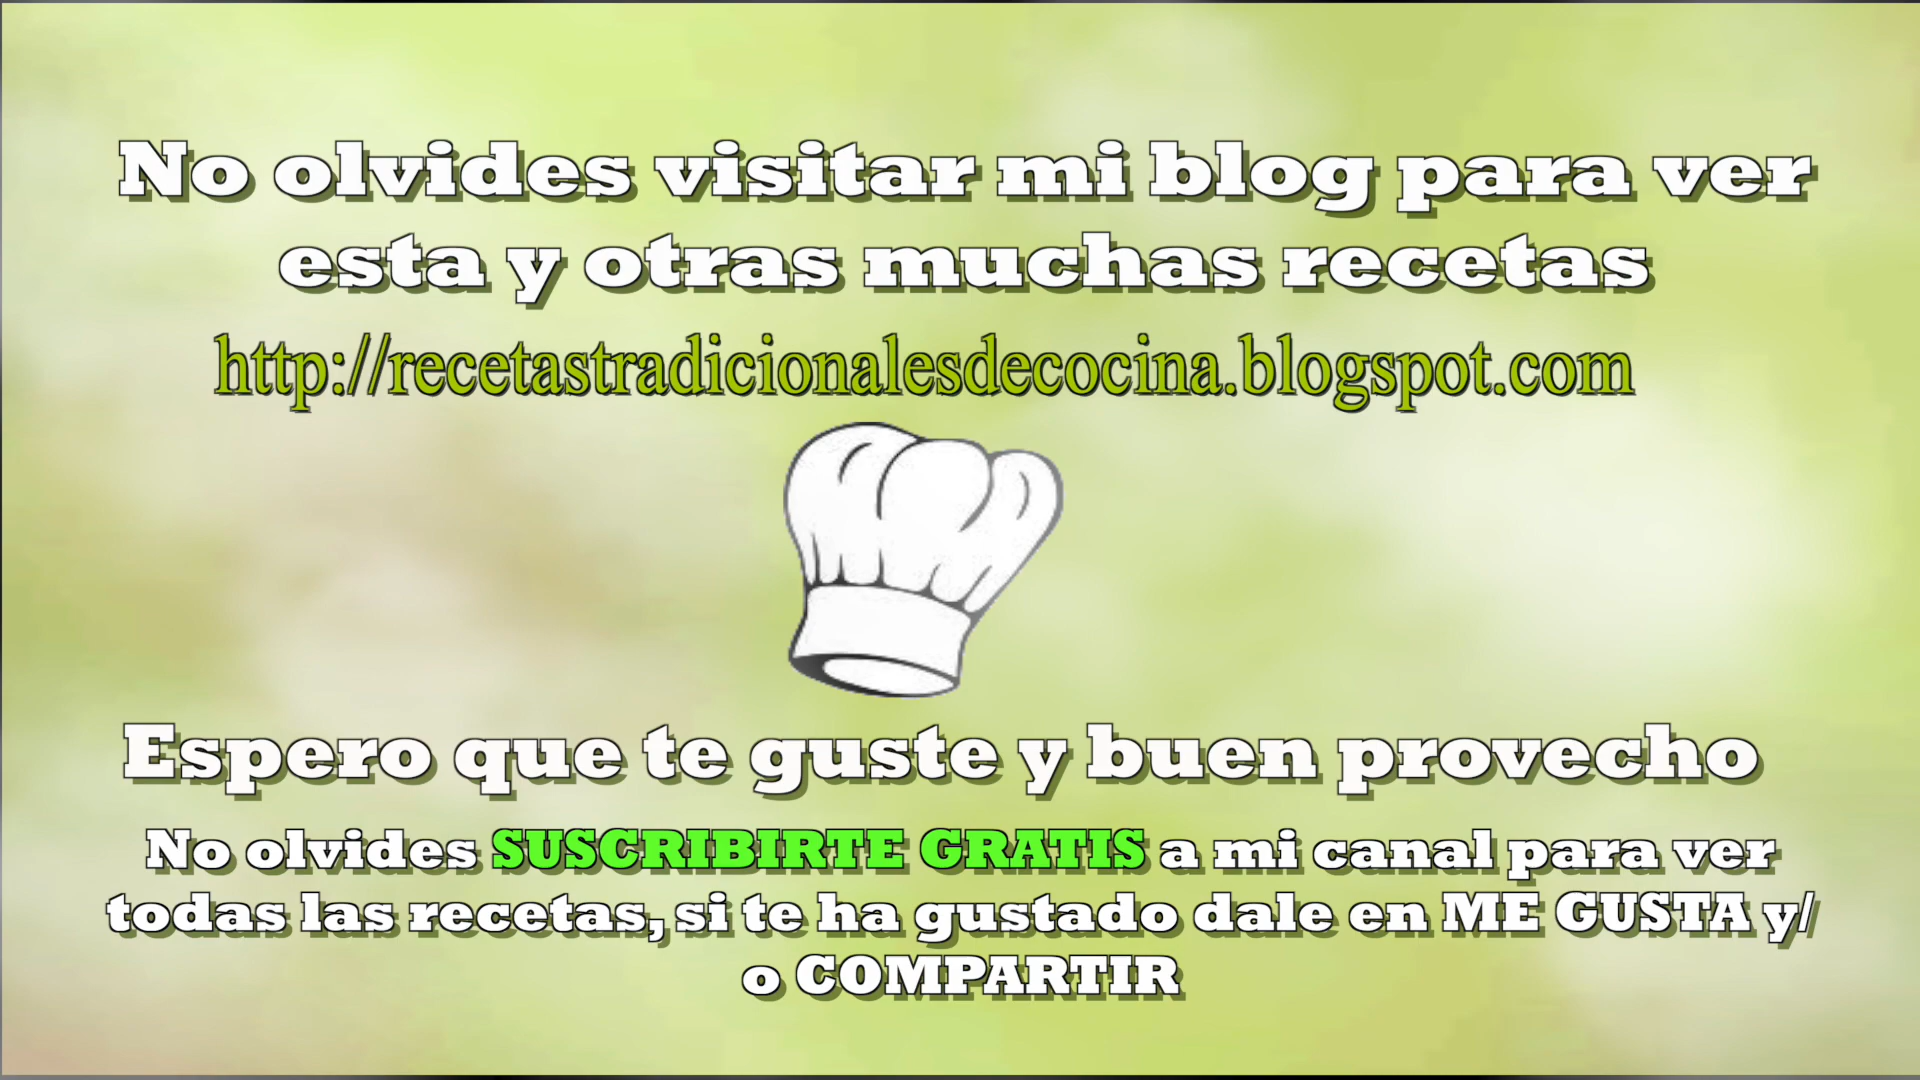 No olvides visitar mi blog para ver
esta y otras muchas recetas
http://recetastradicionalesdecocina.blogspot.com
Espero que te guste y buen provecho
No olvides SUSCRIBIRTE GRATIS a mi canal para ver
todas las recetas, si te ha gustado dale en ME GUSTA y/
o COMPARTIR